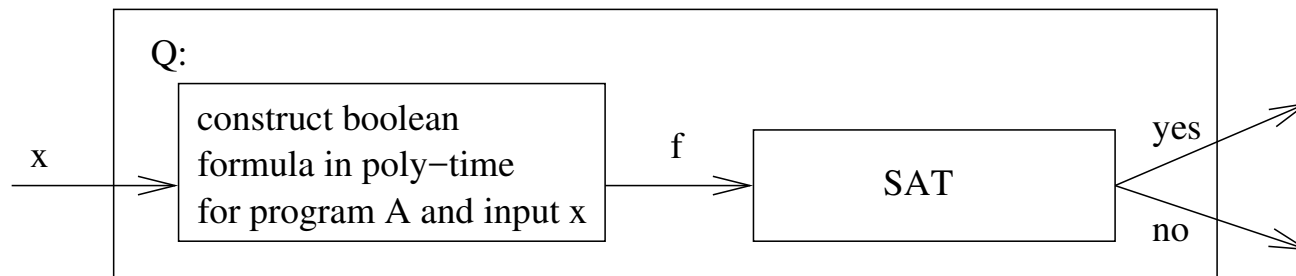 Q:
x
construct boolean
formula in poly−time
for program A and input x
f
SAT
yes
no